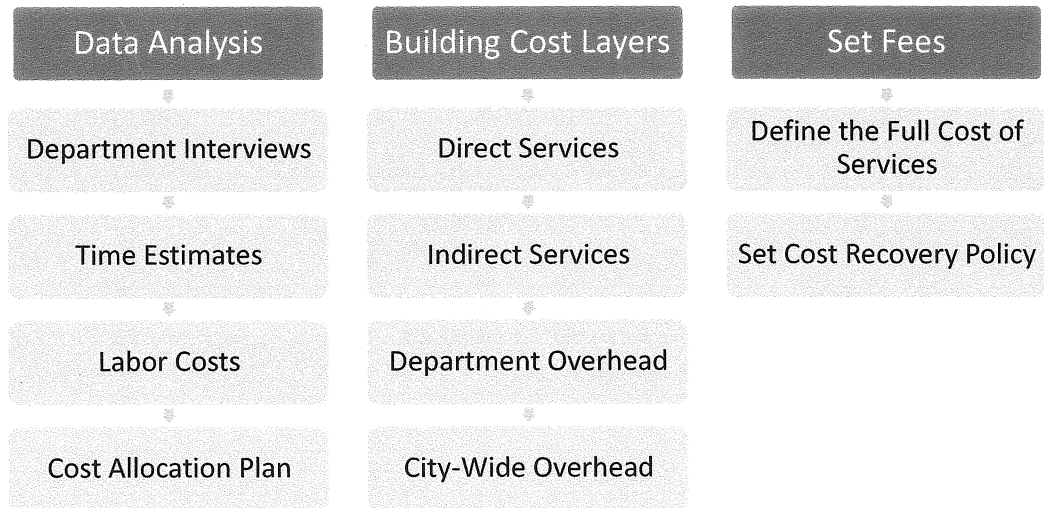 Data Analysis
Department Interviews
Time Estimates
Labor Costs
Cost Allocation Plan
Building Cost Layers
Direct Services
Indirect Services
Department Overhead
City-Wide Overhead
Set Fees
Define the Full Cost of
Services
Set Cost Recovery Policy